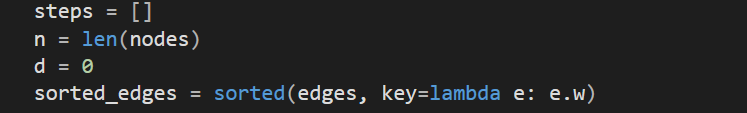 steps = []
n = len(nodes)
d = 0
sorted_edges = sorted(edges, key=lambda e: e.w)